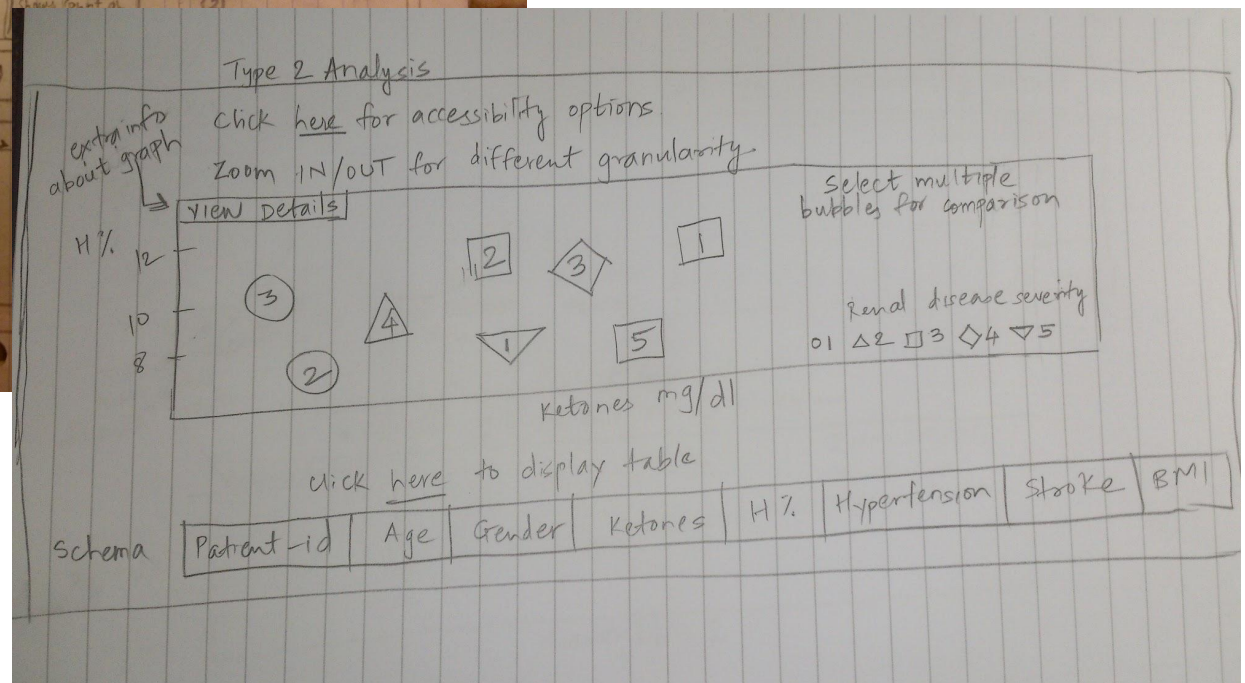 Type 2 Analysis
extra info
about graph
Click here for accessibility options.
Zoom IN/OUT for different granularity.
VIEW Details
Select multiple
bubbles for comparison
H%
12
10
8
3
2
4
2
3
1
1
5
Renal disease severity
○1 △2 □3 ◇4 ▽5
Ketones mg/dl
Click here to display table
Schema
Patient-id Age Gender Ketones H% Hypertension Stroke BMI